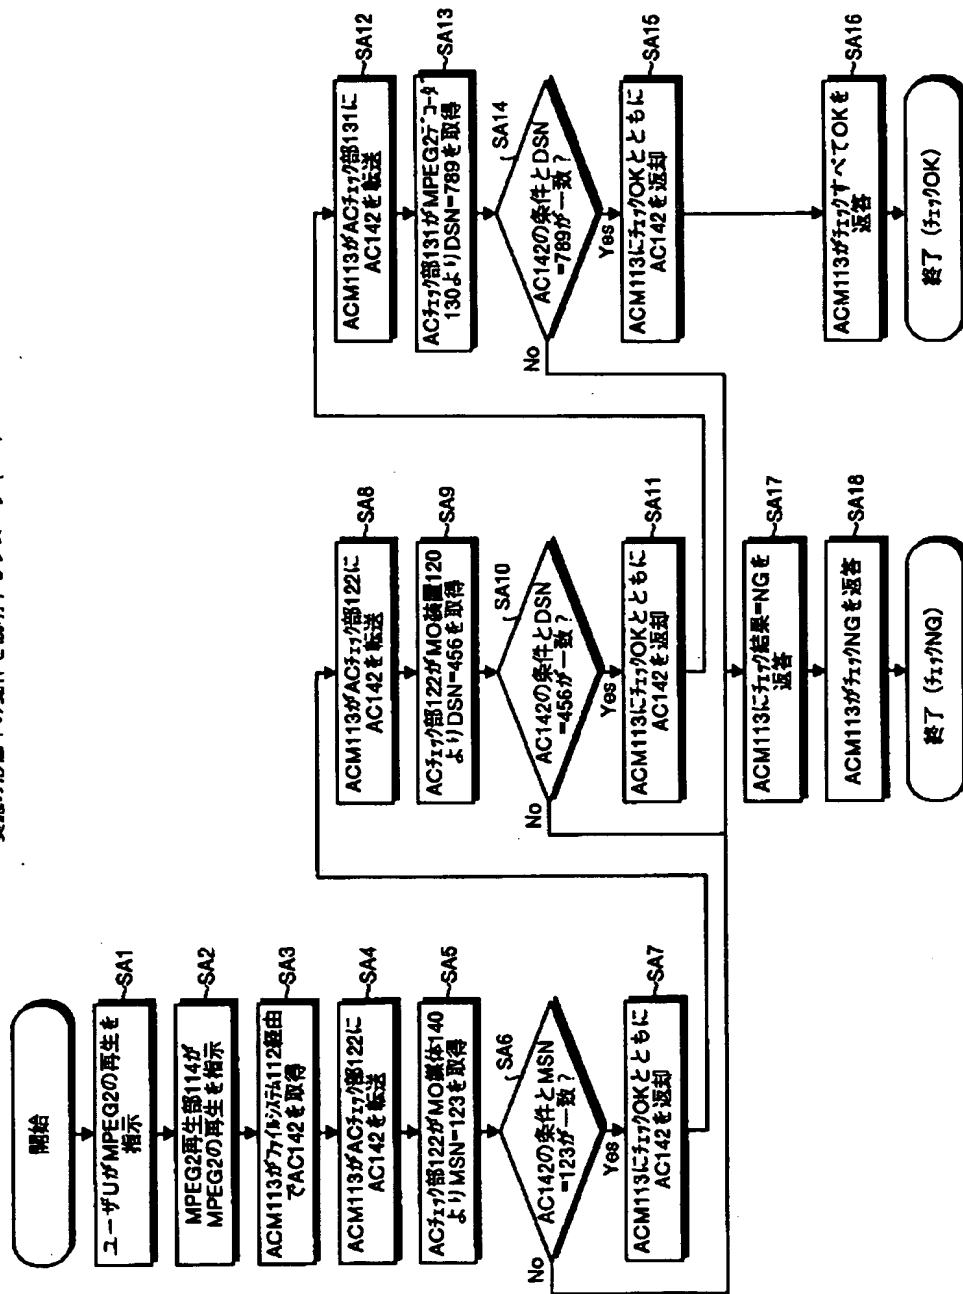 開始
ユーザUがMPEG2の再生を
指示
SA1
MPEG2再生部114が
MPEG2の再生を指示
SA2
ACM113がファイルシステム112経由
でAC142を取得
SA3
ACM113がACチェック部122に
AC142を転送
SA4
ACチェック部122がMO媒体140
よりMSN=123を取得
SA5
AC142の条件とMSN
=123が一致?
SA6
No
Yes
ACM113にチェックOKとともに
AC142を返却
SA7
ACM113がACチェック部122に
AC142を転送
SA8
ACチェック部122がMO装置120
よりDSN=456を取得
SA9
AC142の条件とDSN
=456が一致?
SA10
No
Yes
ACM113にチェックOKとともに
AC142を返却
SA11
ACM113がACチェック部131に
AC142を転送
SA12
ACチェック部131がMPEG2デコーダ
130よりDSN=789を取得
SA13
AC142の条件とDSN
=789が一致?
SA14
No
Yes
ACM113にチェックOKとともに
AC142を返却
SA15
ACM113がチェックすべてOKを
返答
SA16
終了(チェックOK)
ACM113にチェック結果=NGを
返答
SA17
ACM113がチェックNGを返答
SA18
終了(チェックNG)